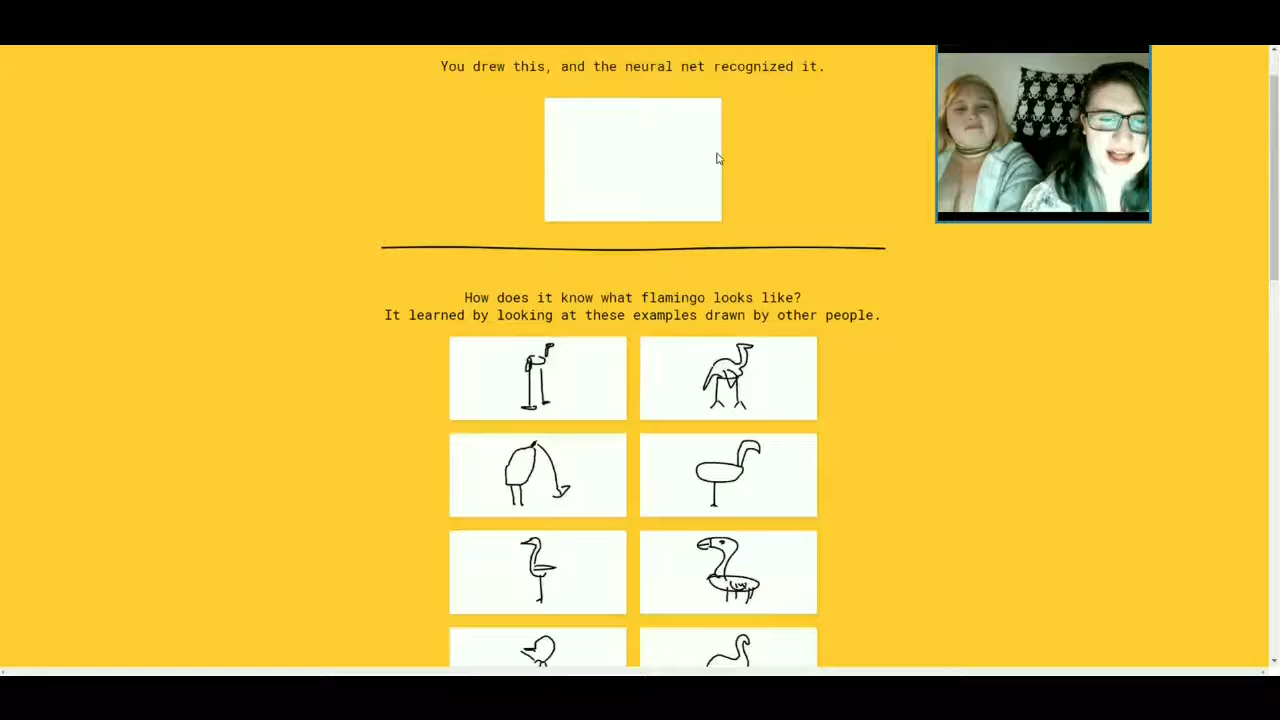 You drew this, and the neural net recognized it.
How does it know what flamingo looks like?
It learned by looking at these examples drawn by other people.